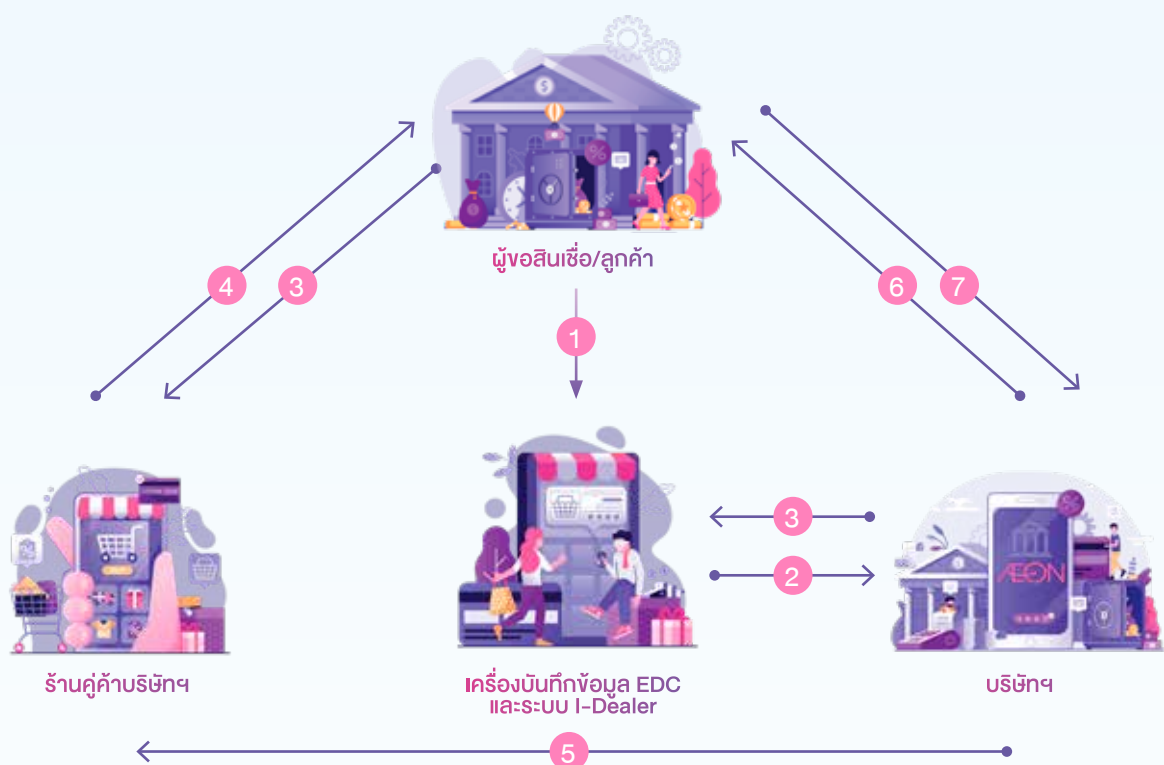 ผู้ขอสินเชื่อ/ลูกค้า
4
3
6
7
1
3
2
ÆON
ร้านคู่ค้าบริษัทฯ
เครื่องบันทึกข้อมูล EDC
และระบบ I-Dealer
บริษัทฯ
5